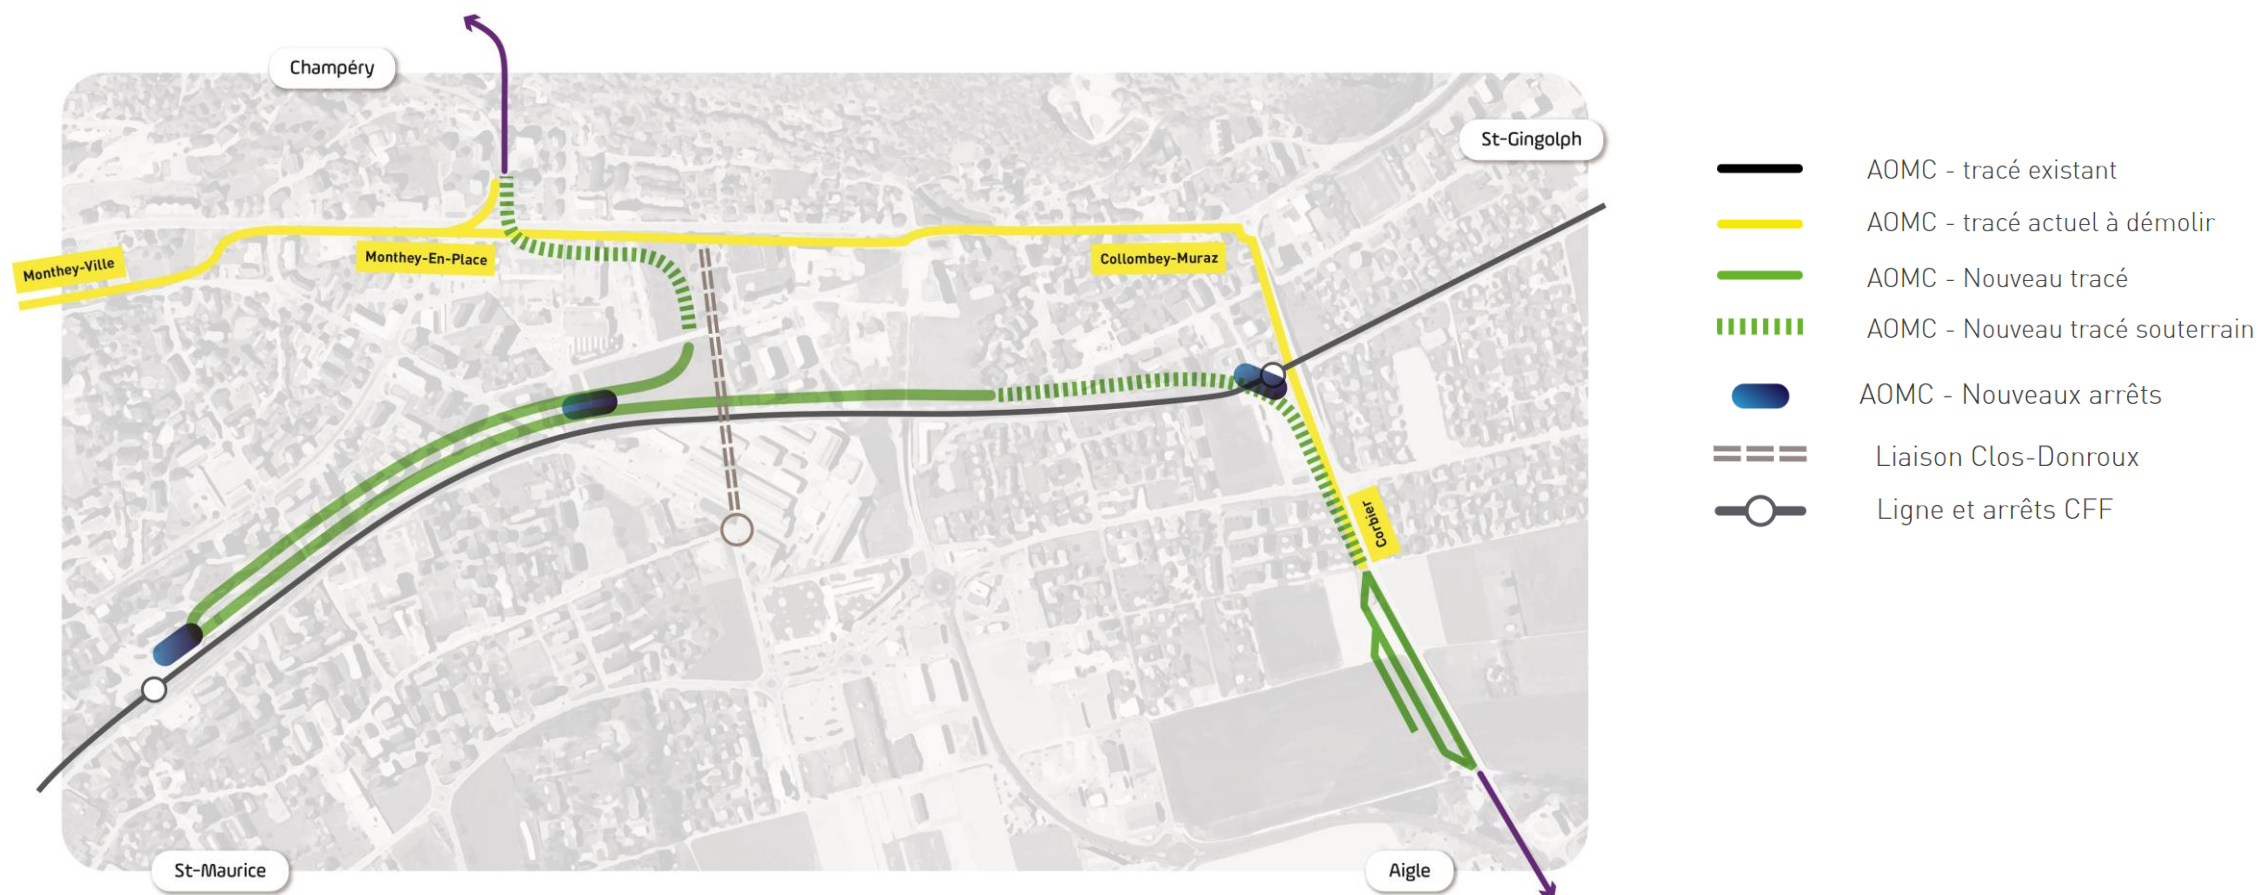 Champéry
St-Gingolph
Monthey-Ville
Monthey-En-Place
Collombey-Muraz
Corbier
St-Maurice
Aigle
AOMC - tracé existant
AOMC - tracé actuel à démolir
AOMC - Nouveau tracé
AOMC - Nouveau tracé souterrain
AOMC - Nouveaux arrêts
Liaison Clos-Donroux
Ligne et arrêts CFF